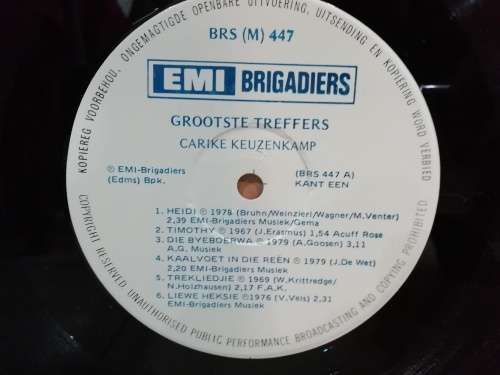 KOPIEREG VOORBEHOU, ONGEMAGTIGDE OPENBARE UITVOERING, UITSENDING EN KOPIERING WORD VERBIED
BRS (M) 447
EMI BRIGADIERS
GROOTSTE TREFFERS
CARIKE KEUZENKAMP
℗ EMI-Brigadiers
(Edms) Bpk.
(BRS 447 A)
KANT EEN
1. HEIDI ℗ 1978 (Bruhn/Weinzierl/Wagner/M.Venter)
2,39 EMI-Brigadiers Musiek/Gema
2. TIMOTHY ℗ 1967 (J.Erasmus) 1,54 Acuff Rose
3. DIE BYEBOERWA ℗ 1979 (A.Goosen) 3,11
A.G. Musiek
4. KAALVOET IN DIE REËN ℗ 1979 (J.De Wet)
2,20 EMI-Brigadiers Musiek
5. TREKLIEDJIE ℗ 1969 (W.Krittredge/
N.Holzhausen) 2,17 F.A.K.
6. LIEWE HEKSIE ℗1976 (V.Vels) 2,31
EMI-Brigadiers Musiek
COPYRIGHT RESERVED UNAUTHORISED PUBLIC PERFORMANCE BROADCASTING AND COPYING PROHIBITED